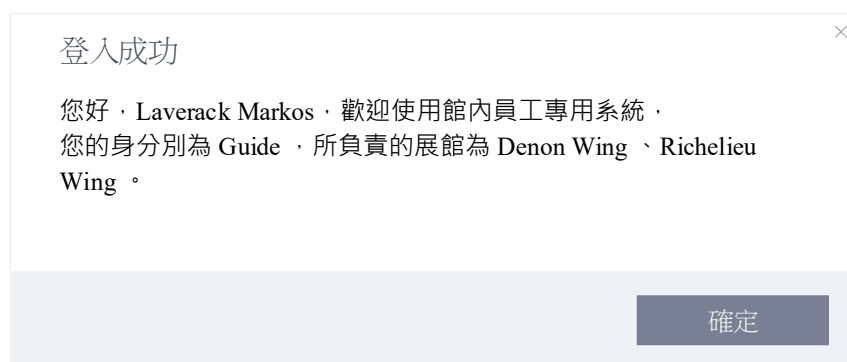 登入成功
您好，Laverack Markos，歡迎使用館內員工專用系統，
您的身分別為 Guide ，所負責的展館為 Denon Wing 、Richelieu
Wing 。
確定